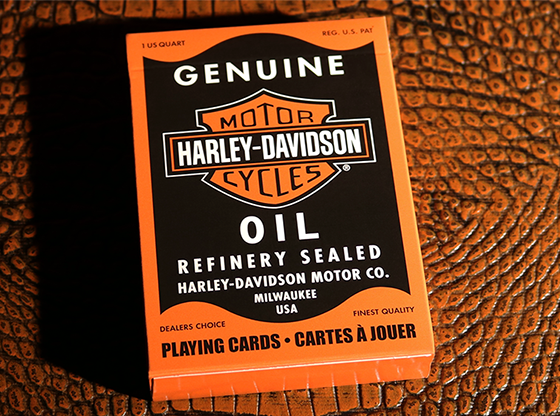 1 US QUART REG. U.S. PAT
GENUINE
MOTOR
HARLEY-DAVIDSON
CYCLES
®
OIL
REFINERY SEALED
HARLEY-DAVIDSON MOTOR CO.
MILWAUKEE
USA
DEALERS CHOICE FINEST QUALITY
PLAYING CARDS • CARTES À JOUER